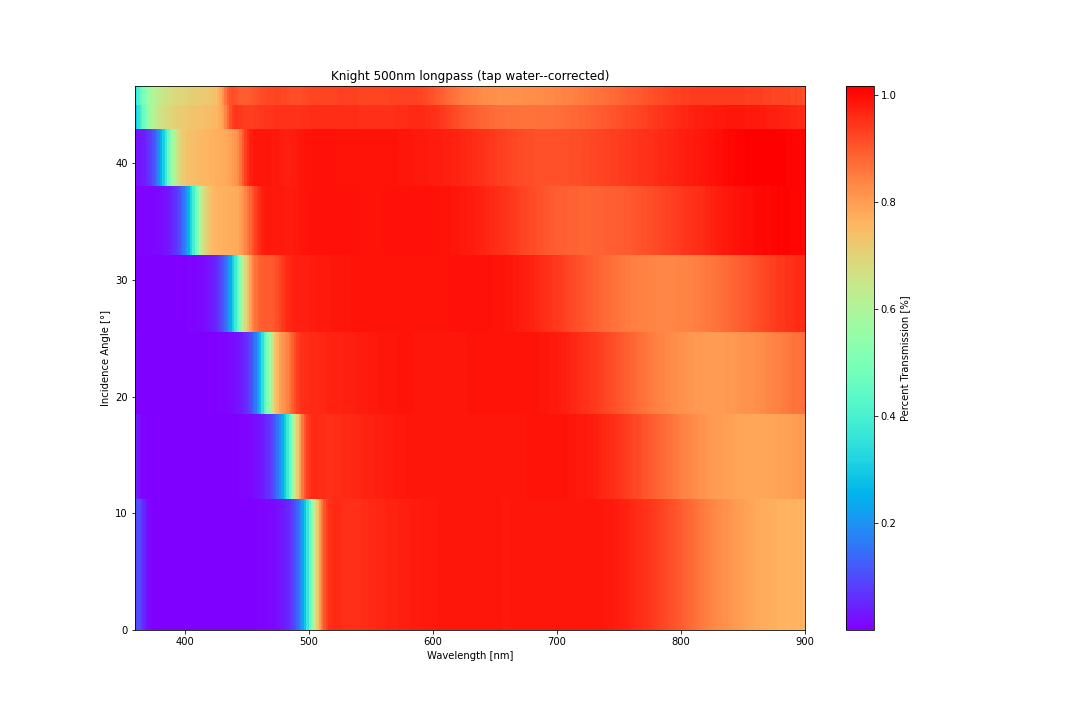 Knight 500nm longpass (tap water--corrected)
40
30
20
10
0
Incidence Angle [°]
400 500 600 700 800 900
Wavelength [nm]
1.0
0.8
0.6
0.4
0.2
Percent Transmission [%]